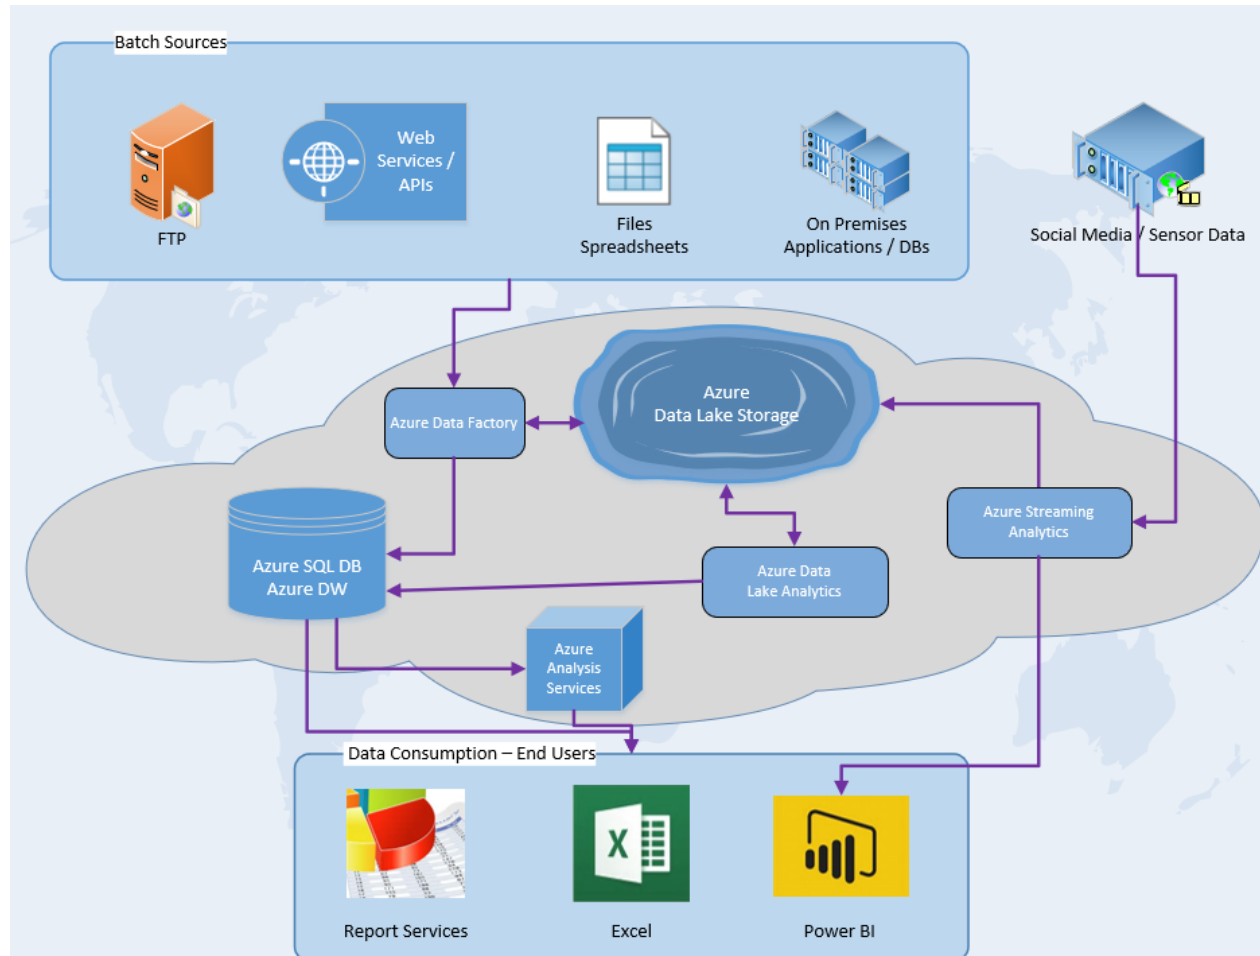 Batch Sources
Web
Services /
APIs
FTP
Files
Spreadsheets
On Premises
Applications / DBs
Social Media / Sensor Data
Azure
Data Lake Storage
Azure Data Factory
Azure Streaming
Analytics
Azure SQL DB
Azure DW
Azure Data
Lake Analytics
Azure
Analysis
Services
Data Consumption – End Users
X
Report Services
Excel
Power BI